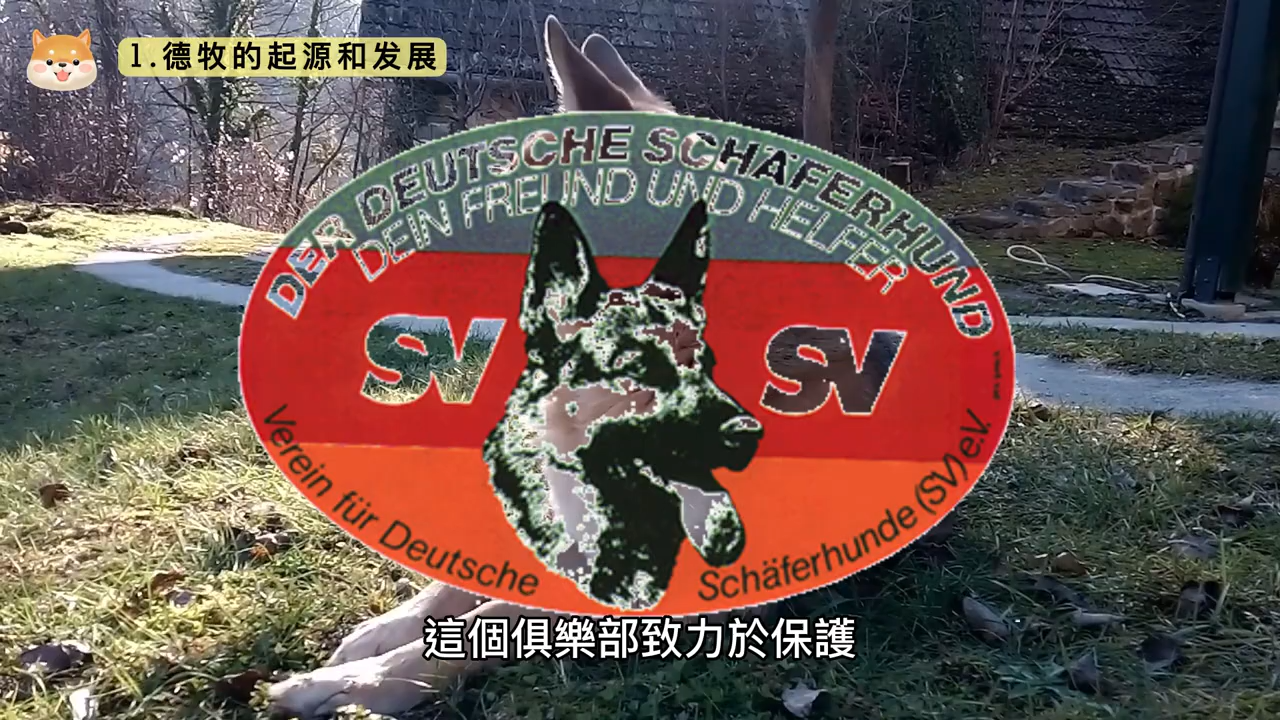 1.德牧的起源和发展
DER DEUTSCHE SCHÄFERHUND
DEIN FREUND UND HELFER
SV
SV
Verein für Deutsche
Schäferhunde (SV) e.V.
這個俱樂部致力於保護